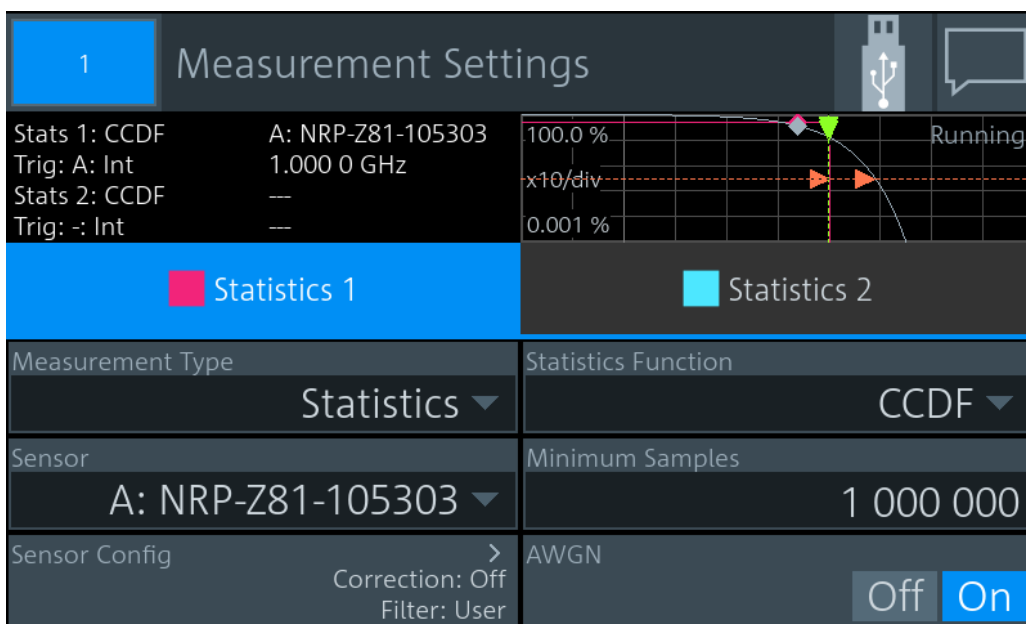 1
Measurement Settings
Stats 1: CCDF A: NRP-Z81-105303
Trig: A: Int 1.000 0 GHz
Stats 2: CCDF ---
Trig: -: Int ---
100.0 % Running
x10/div
0.001 %
Statistics 1 Statistics 2
Measurement Type Statistics Function
Statistics CCDF
Sensor Minimum Samples
A: NRP-Z81-105303 1 000 000
Sensor Config > AWGN
Correction: Off
Filter: User Off On